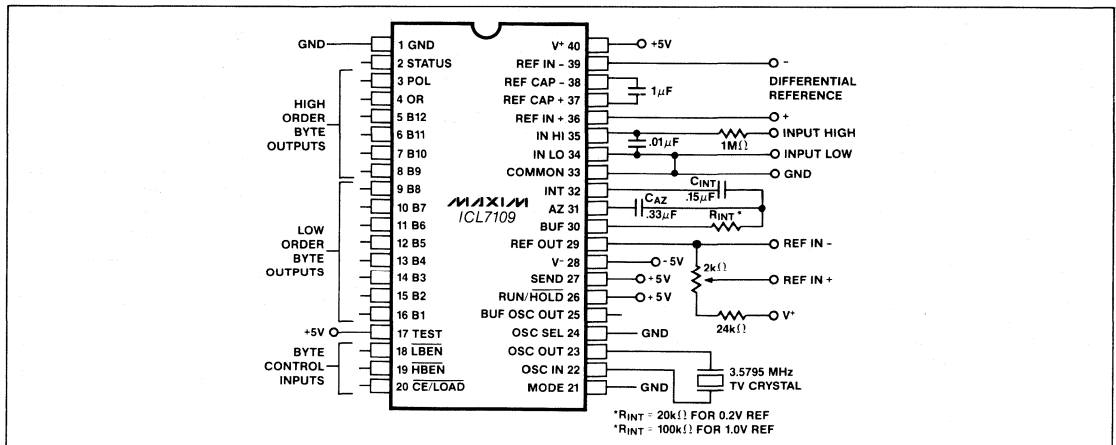 GND
HIGH
ORDER
BYTE
OUTPUTS
LOW
ORDER
BYTE
OUTPUTS
+5V
BYTE
CONTROL
INPUTS
1 GND
2 STATUS
3 POL
4 OR
5 B12
6 B11
7 B10
8 B9
9 B8
10 B7
11 B6
12 B5
13 B4
14 B3
15 B2
16 B1
17 TEST
18 LBEN
19 HBEN
20 CE/LOAD
MAXIM
ICL7109
V+ 40
REF IN - 39
REF CAP - 38
REF CAP + 37
REF IN + 36
IN HI 35
IN LO 34
COMMON 33
INT 32
AZ 31
BUF 30
REF OUT 29
V- 28
SEND 27
RUN/HOLD 26
BUF OSC OUT 25
OSC SEL 24
OSC OUT 23
OSC IN 22
MODE 21
+5V
-
DIFFERENTIAL
REFERENCE
1µF
+
INPUT HIGH
.01µF
1MΩ
INPUT LOW
GND
CINT
.15µF
CAZ
.33µF
RINT *
REF IN -
-5V
2kΩ
+5V
REF IN +
+5V
V+
24kΩ
GND
3.5795 MHz
TV CRYSTAL
GND
*RINT = 20kΩ FOR 0.2V REF
*RINT = 100kΩ FOR 1.0V REF